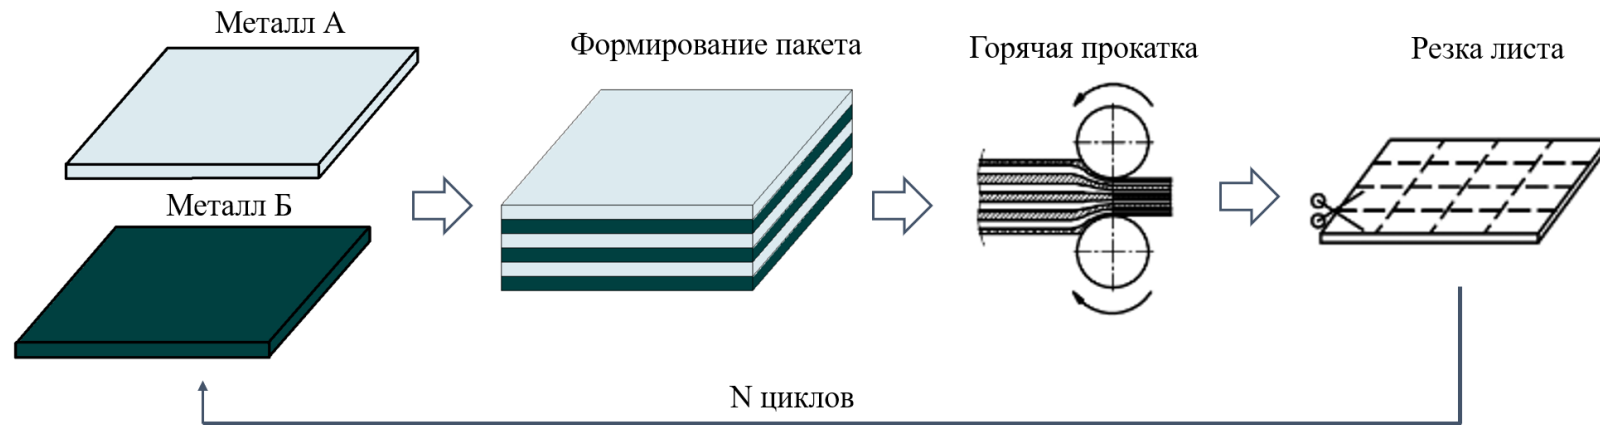 Металл А
Формирование пакета
Горячая прокатка
Резка листа
Металл Б
N циклов